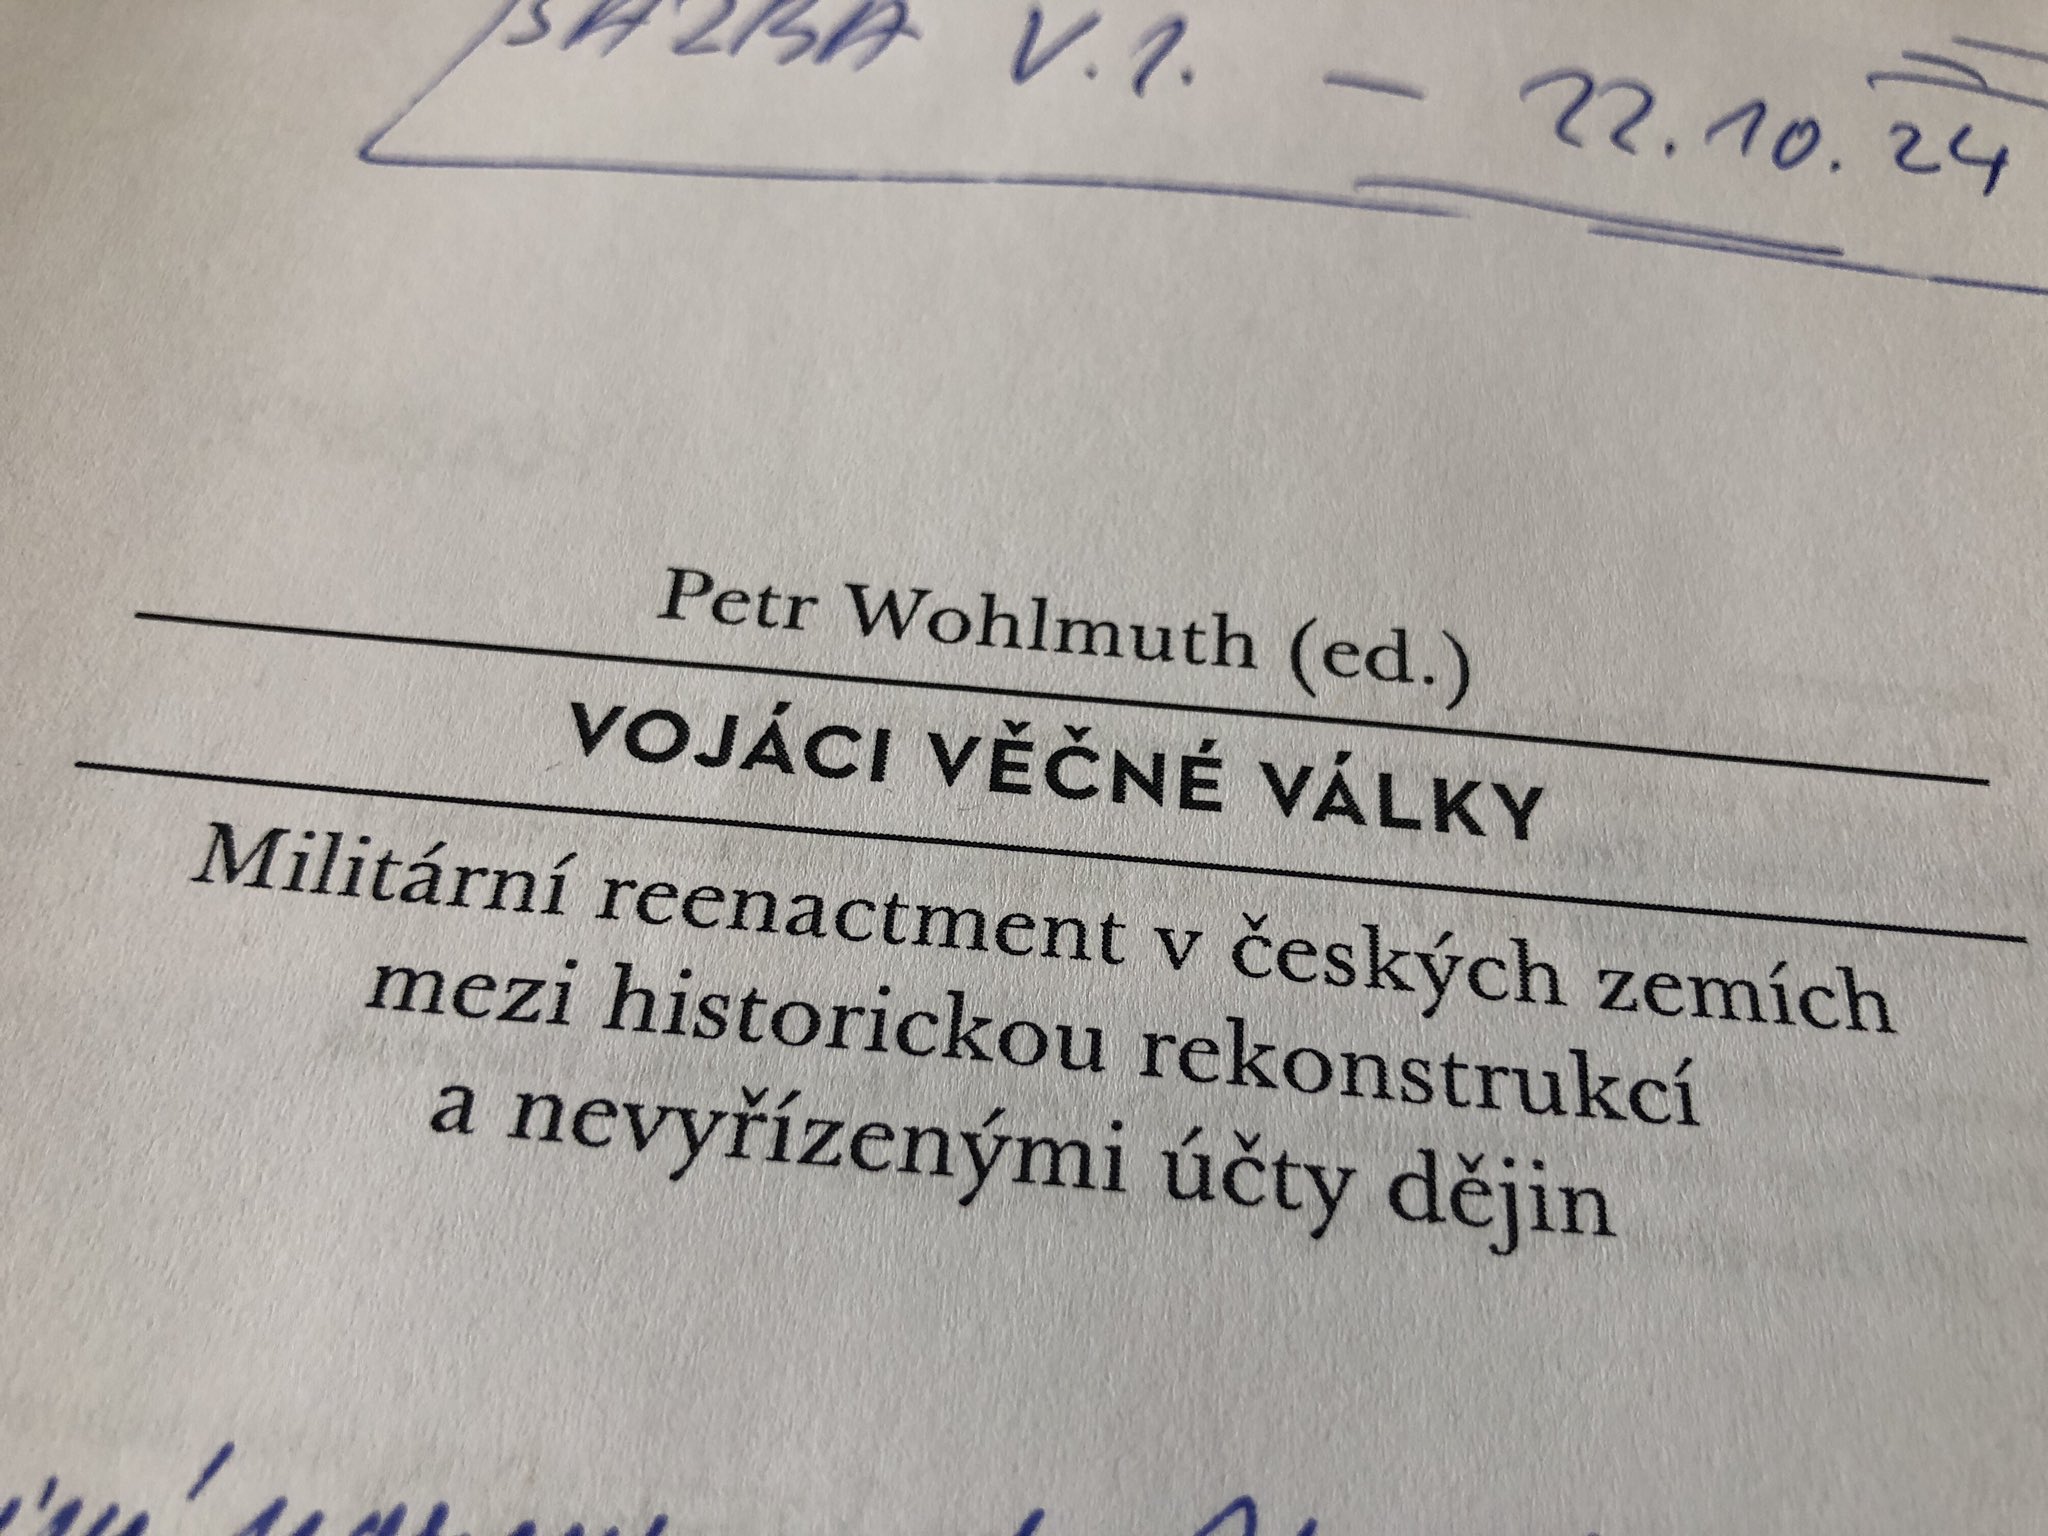 SAZBA V.1. — 22.10.24
Petr Wohlmuth (ed.)
VOJÁCI VĚČNÉ VÁLKY
Militární reenactment v českých zemích
mezi historickou rekonstrukcí
a nevyřízenými účty dějin